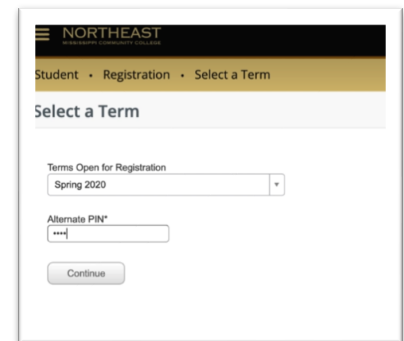 NORTHEAST
MISSISSIPPI COMMUNITY COLLEGE
Student • Registration • Select a Term
Select a Term
Terms Open for Registration
Spring 2020
Alternate PIN*
••••
Continue